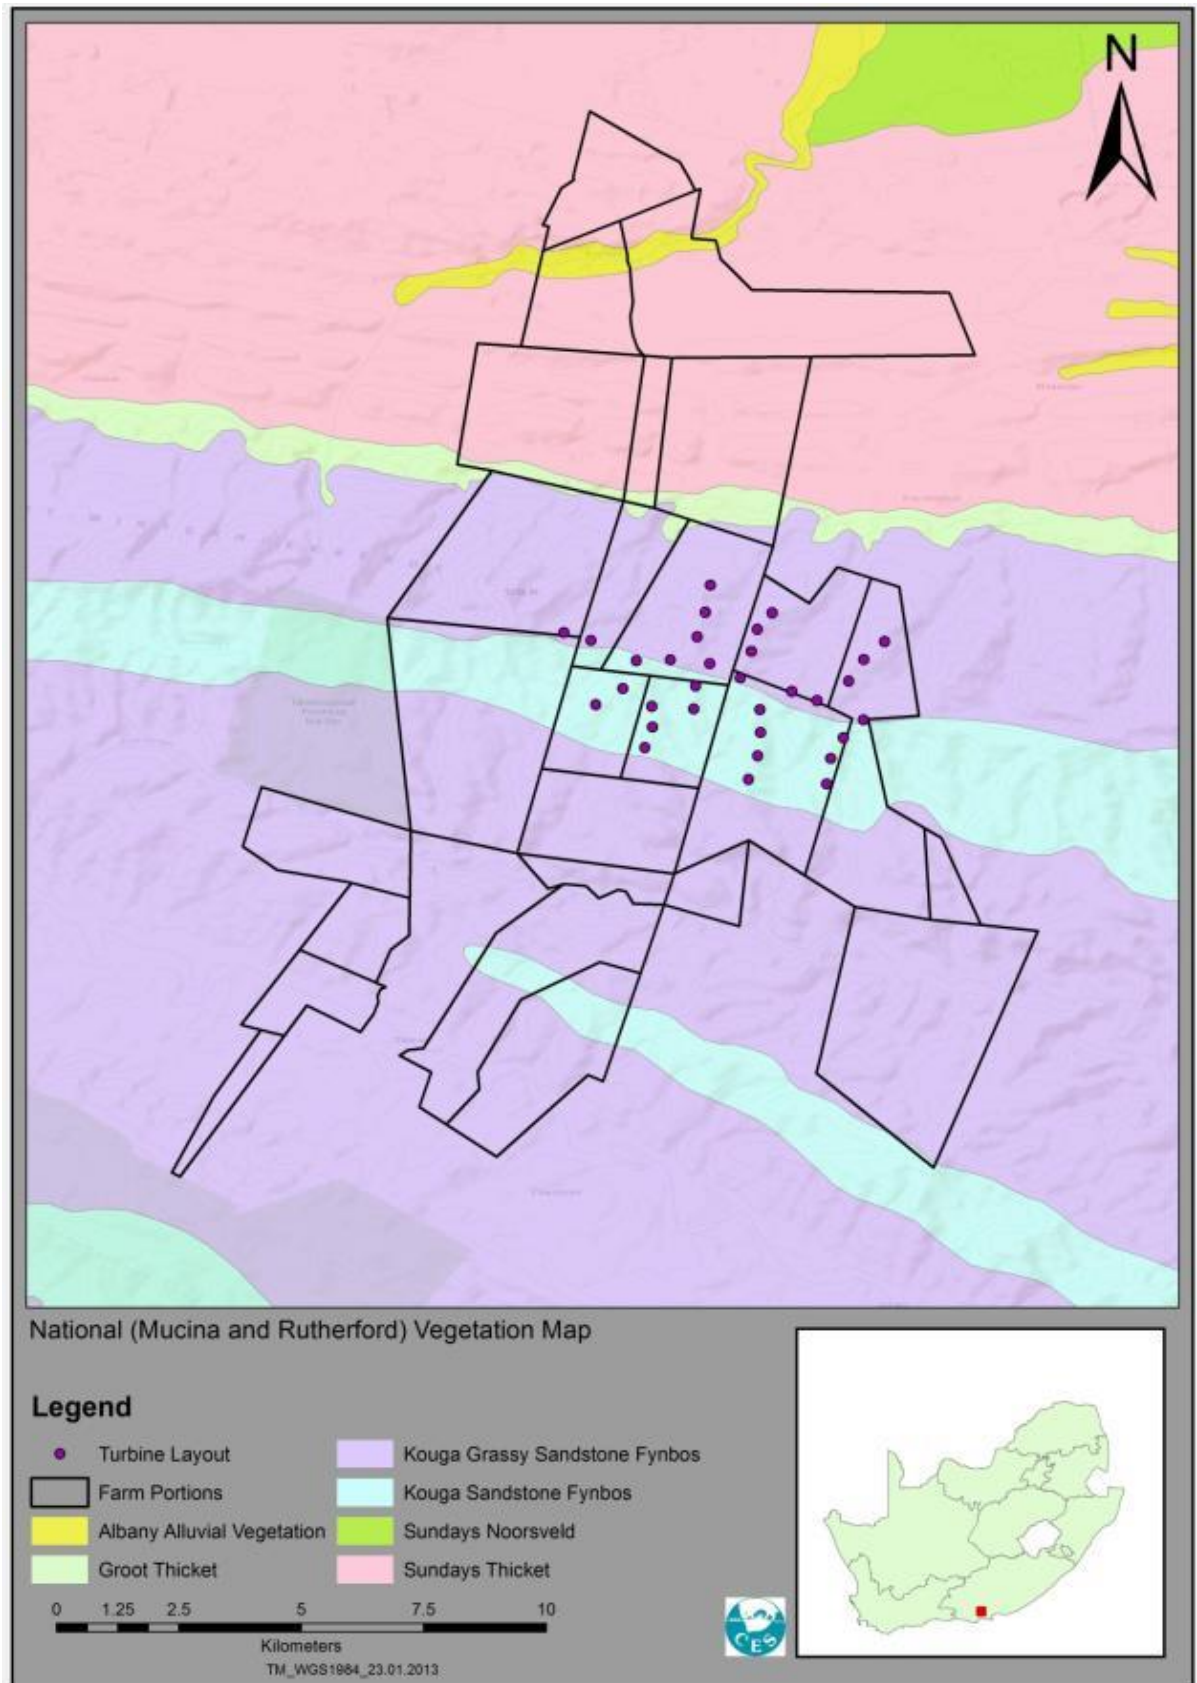 N
National (Mucina and Rutherford) Vegetation Map
Legend
Turbine Layout
Farm Portions
Albany Alluvial Vegetation
Groot Thicket
Kouga Grassy Sandstone Fynbos
Kouga Sandstone Fynbos
Sundays Noorsveld
Sundays Thicket
0 1.25 2.5 5 7.5 10
Kilometers
TM_WGS1984_23.01.2013
CES